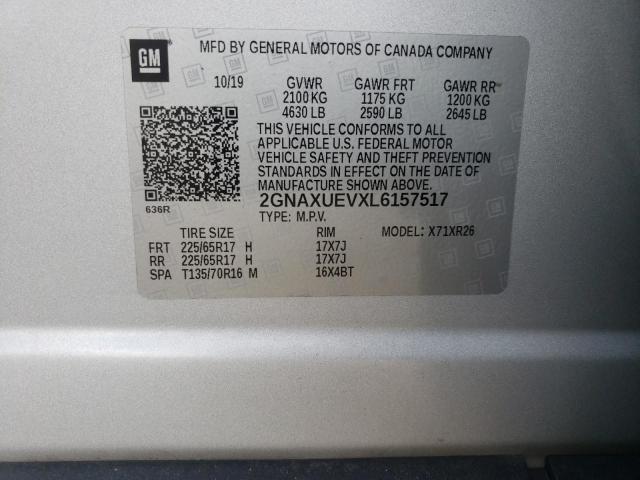 GM
MFD BY GENERAL MOTORS OF CANADA COMPANY
10/19 GVWR GAWR FRT GAWR RR
2100 KG 1175 KG 1200 KG
4630 LB 2590 LB 2645 LB
THIS VEHICLE CONFORMS TO ALL
APPLICABLE U.S. FEDERAL MOTOR
VEHICLE SAFETY AND THEFT PREVENTION
STANDARDS IN EFFECT ON THE DATE OF
MANUFACTURE SHOWN ABOVE.
636R
2GNAXUEVXL6157517
TYPE: M.P.V. MODEL: X71XR26
TIRE SIZE RIM
FRT 225/65R17 H 17X7J
RR 225/65R17 H 17X7J
SPA T135/70R16 M 16X4BT